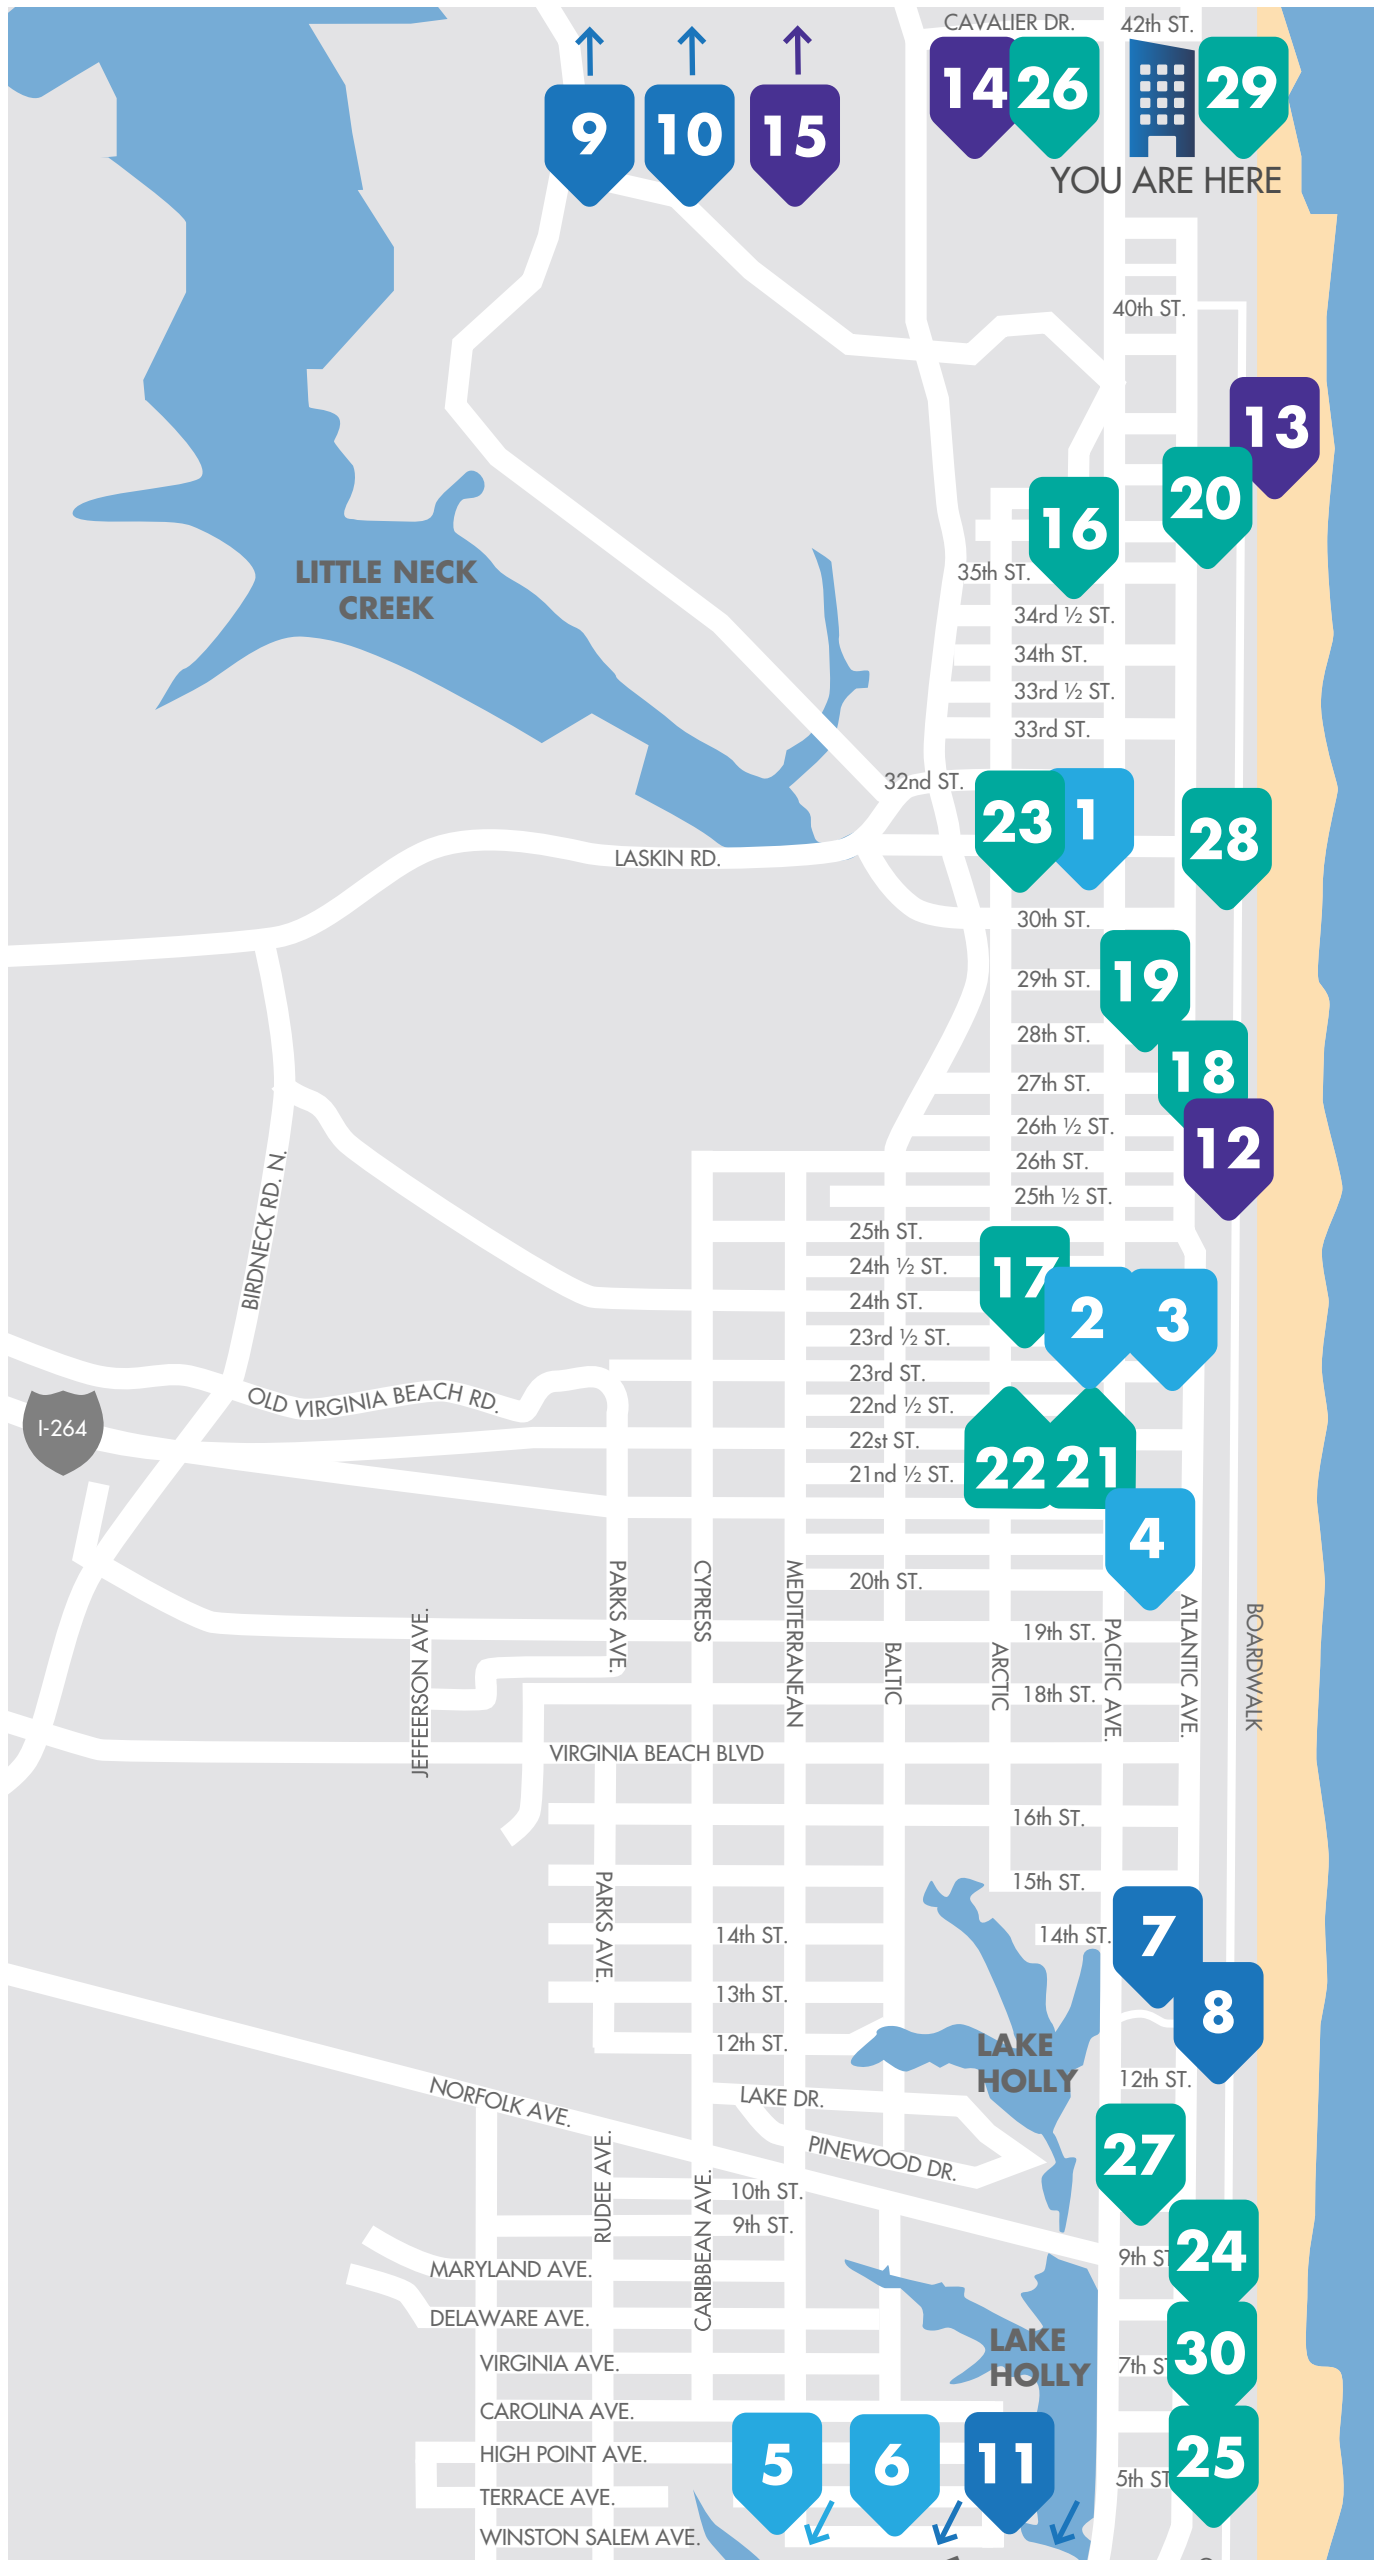 CAVALIER DR.
42th ST.
14
26
29
9
10
15
YOU ARE HERE
40th ST.
13
20
16
LITTLE NECK
CREEK
35th ST.
34rd ½ ST.
34th ST.
33rd ½ ST.
33rd ST.
32nd ST.
23
1
28
LASKIN RD.
30th ST.
19
29th ST.
28th ST.
18
27th ST.
26th ½ ST.
12
26th ST.
25th ½ ST.
BIRDNECK RD. N.
25th ST.
24th ½ ST.
17
24th ST.
2
3
23rd ½ ST.
23rd ST.
OLD VIRGINIA BEACH RD.
22nd ½ ST.
I-264
22st ST.
21nd ½ ST.
22
21
4
20th ST.
PARKS AVE.
CYPRESS
MEDITERRANEAN
JEFFEERSON AVE.
BALTIC
ARCTIC
19th ST.
PACIFIC AVE.
ATLANTIC AVE.
BOARDWALK
18th ST.
VIRGINIA BEACH BLVD
16th ST.
15th ST.
PARKS AVE.
14th ST.
14th ST.
7
13th ST.
8
12th ST.
LAKE
HOLLY
12th ST.
NORFOLK AVE.
LAKE DR.
PINEWOOD DR.
27
RUDEE AVE.
10th ST.
CARIBBEAN AVE.
9th ST.
9th ST
24
MARYLAND AVE.
DELAWARE AVE.
LAKE
HOLLY
VIRGINIA AVE.
7th ST
30
CAROLINA AVE.
HIGH POINT AVE.
5
6
11
25
5th ST
TERRACE AVE.
WINSTON SALEM AVE.